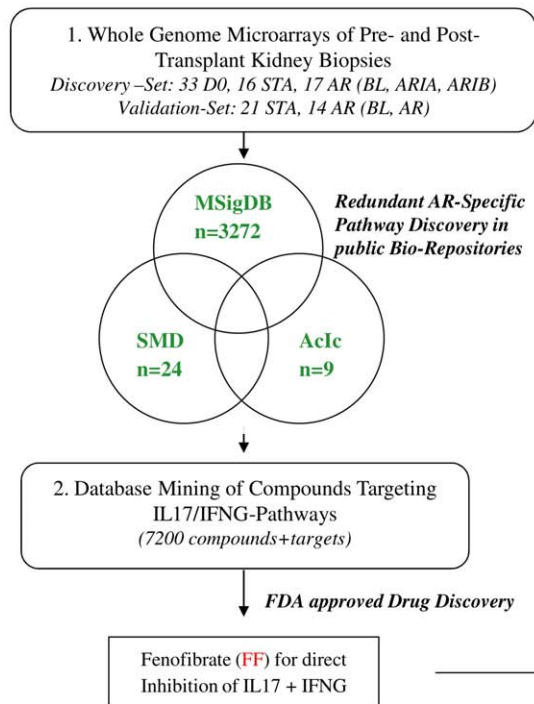 1. Whole Genome Microarrays of Pre- and Post-
Transplant Kidney Biopsies
Discovery –Set: 33 D0, 16 STA, 17 AR (BL, ARIA, ARIB)
Validation-Set: 21 STA, 14 AR (BL, AR)
MSigDB
n=3272
Redundant AR-Specific
Pathway Discovery in
public Bio-Repositories
SMD
n=24
AcIc
n=9
2. Database Mining of Compounds Targeting
IL17/IFNG-Pathways
(7200 compounds+targets)
FDA approved Drug Discovery
Fenofibrate (FF) for direct
Inhibition of IL17 + IFNG